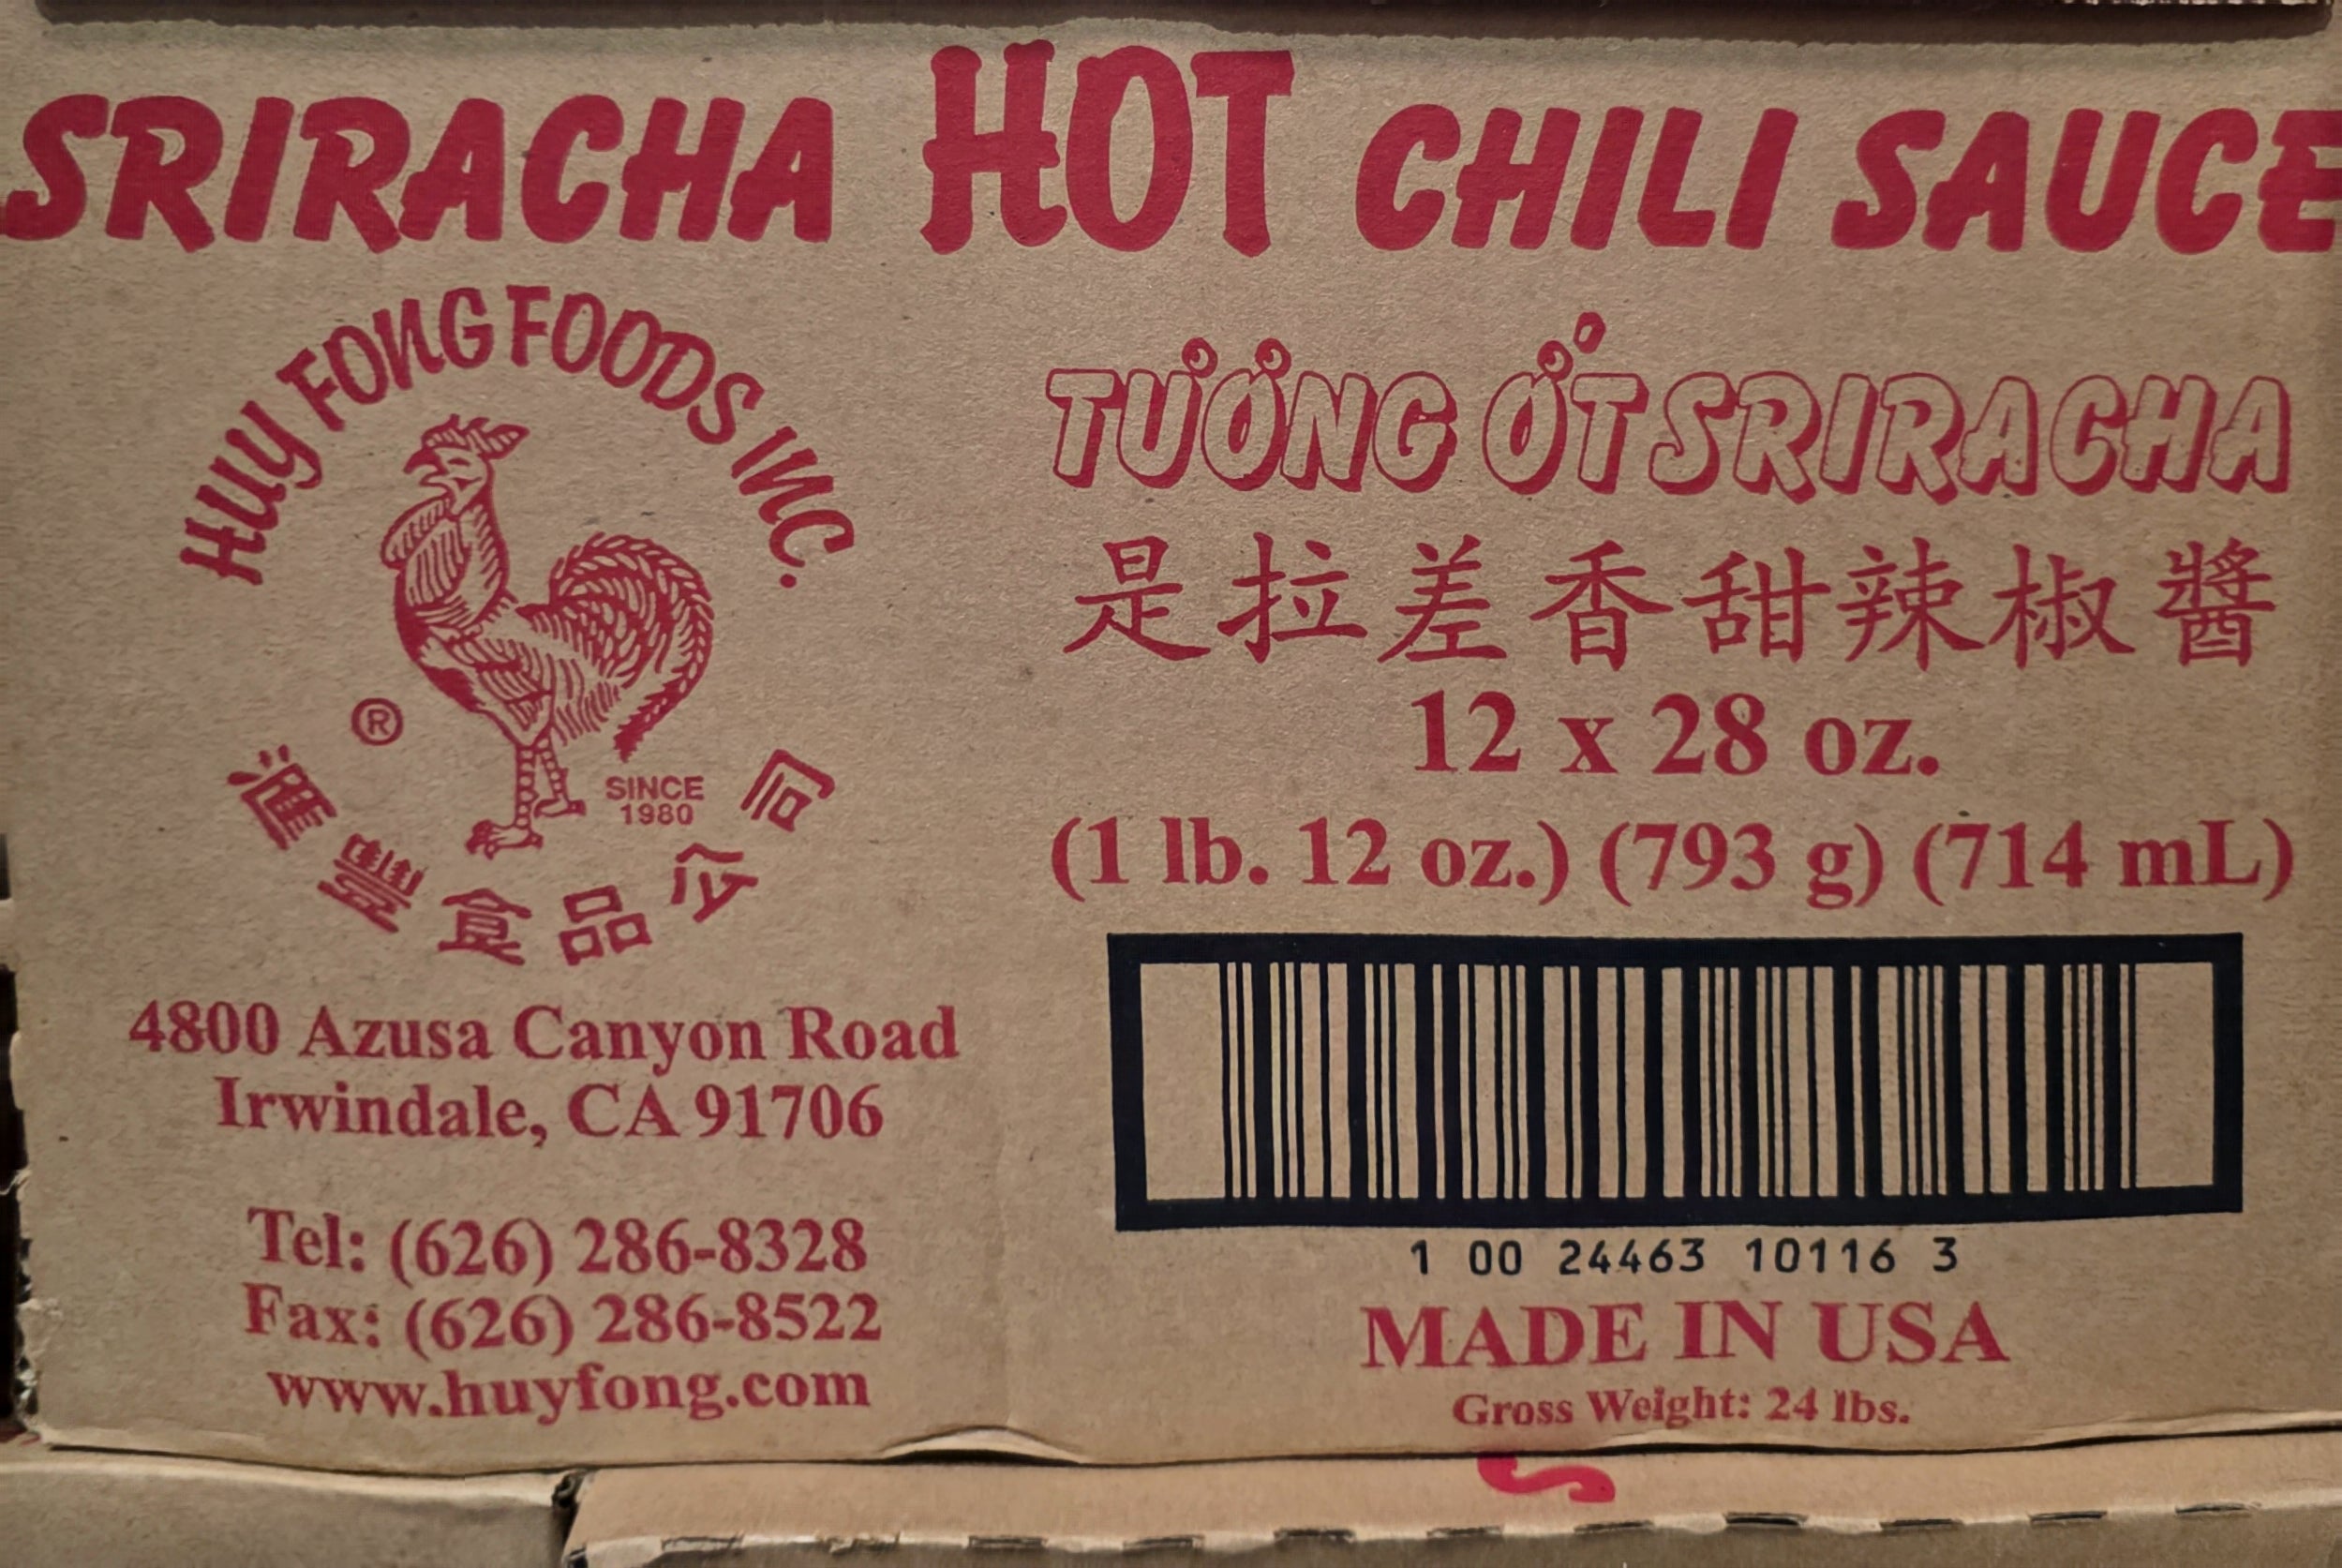 SRIRACHA HOT CHILI SAUCE
HUY FONG FOODS INC.
®
SINCE
1980
滙豐食品公司
4800 Azusa Canyon Road
Irwindale, CA 91706
Tel: (626) 286-8328
Fax: (626) 286-8522
www.huyfong.com
TƯƠNG ỚT SRIRACHA
是拉差香甜辣椒醬
12 x 28 oz.
(1 lb. 12 oz.) (793 g) (714 mL)
1 00 24463 10116 3
MADE IN USA
Gross Weight: 24 lbs.